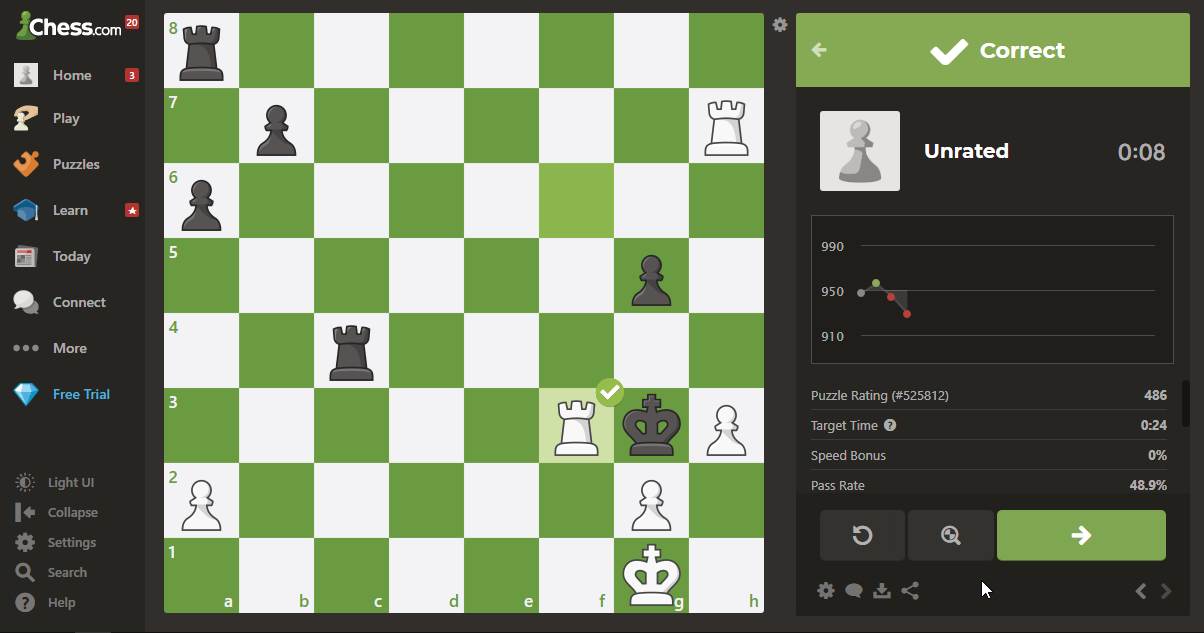 Chess.com 20
Home 3
Play
Puzzles
Learn
Today
Connect
More
Free Trial
Light UI
Collapse
Settings
Search
Help
8
7
6
5
4
3
2
1
a b c d e f g h
Correct
Unrated 0:08
990
950
910
Puzzle Rating (#525812) 486
Target Time ? 0:24
Speed Bonus 0%
Pass Rate 48.9%